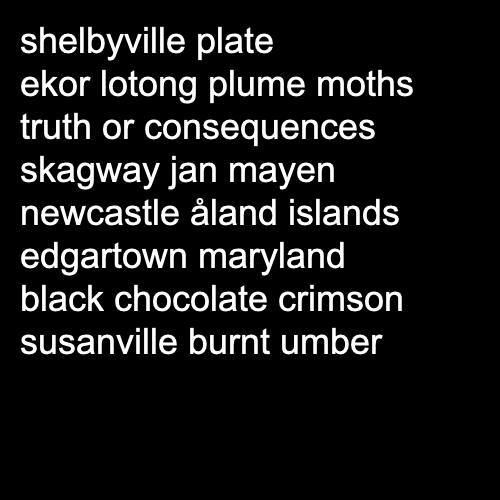 shelbyville plate
ekor lotong plume moths
truth or consequences
skagway jan mayen
newcastle åland islands
edgartown maryland
black chocolate crimson
susanville burnt umber